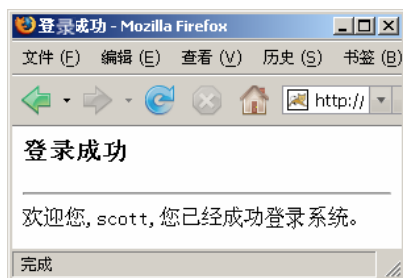 登录成功 - Mozilla Firefox
文件 (F) 编辑 (E) 查看 (V) 历史 (S) 书签 (B)
http://
登录成功
欢迎您,scott,您已经成功登录系统。
完成